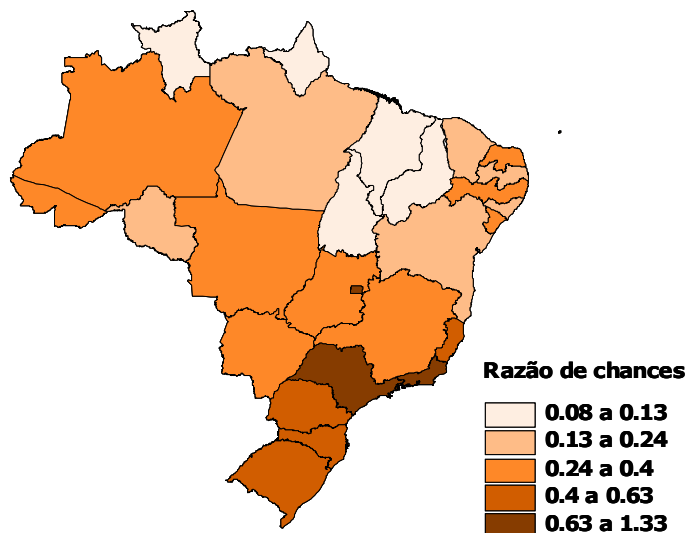 Razão de chances
0.08 a 0.13
0.13 a 0.24
0.24 a 0.4
0.4 a 0.63
0.63 a 1.33